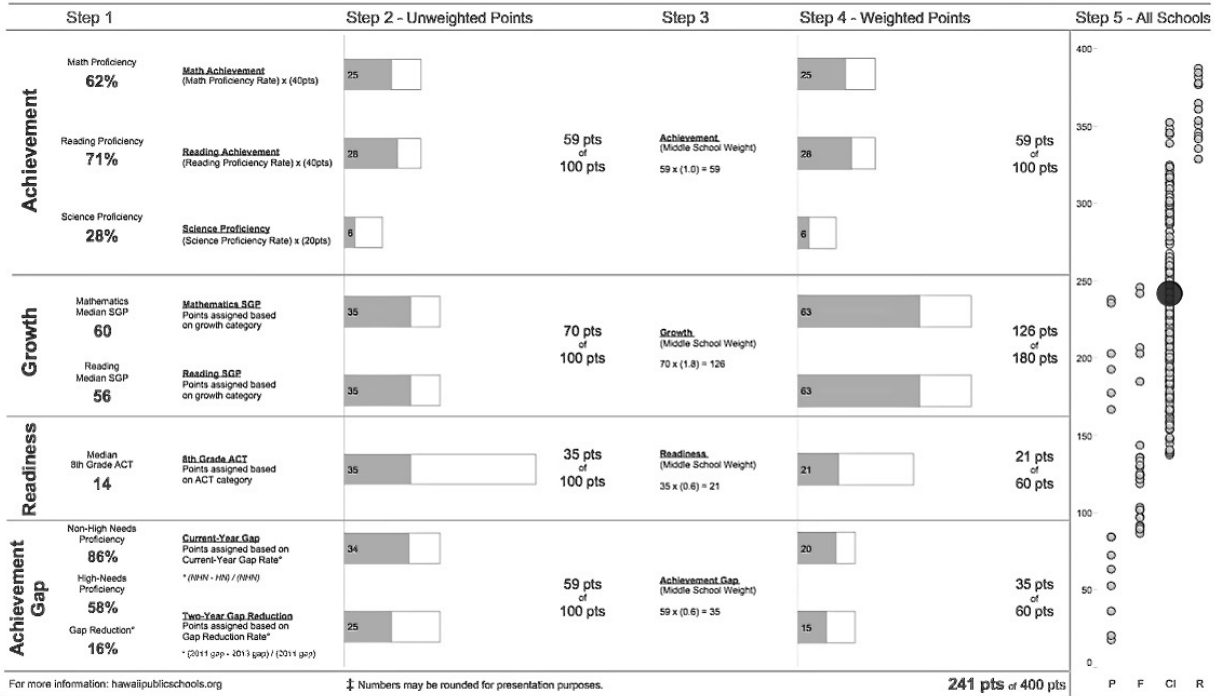 Step 1
Step 2 - Unweighted Points
Step 3
Step 4 - Weighted Points
Step 5 - All Schools
Achievement
Math Proficiency
62%
Math Achievement
(Math Proficiency Rate) x (40pts)
25
25
Reading Proficiency
71%
Reading Achievement
(Reading Proficiency Rate) x (40pts)
28
59 pts
of
100 pts
Achievement
(Middle School Weight)
59 x (1.0) = 59
28
59 pts
of
100 pts
Science Proficiency
28%
Science Proficiency
(Science Proficiency Rate) x (20pts)
6
6
Growth
Mathematics
Median SGP
60
Mathematics SGP
Points assigned based
on growth category
35
70 pts
of
100 pts
Growth
(Middle School Weight)
70 x (1.8) = 126
63
126 pts
of
180 pts
Reading
Median SGP
56
Reading SGP
Points assigned based
on growth category
35
63
Readiness
Median
8th Grade ACT
14
8th Grade ACT
Points assigned based
on ACT category
35
35 pts
of
100 pts
Readiness
(Middle School Weight)
35 x (0.6) = 21
21
21 pts
of
60 pts
Achievement
Gap
Non-High Needs
Proficiency
86%
High-Needs
Proficiency
58%
Gap Reduction*
16%
Current-Year Gap
Points assigned based on
Current-Year Gap Rate*
* (NHN - HN) / (NHN)
34
Two-Year Gap Reduction
Points assigned based on
Gap Reduction Rate*
* (2011 gap - 2013 gap) / (2011 gap)
25
59 pts
of
100 pts
Achievement Gap
(Middle School Weight)
59 x (0.6) = 35
20
15
35 pts
of
60 pts
400
350
300
250
200
150
100
50
0
P F CI R
For more information: hawaiipublicschools.org
‡ Numbers may be rounded for presentation purposes.
241 pts of 400 pts